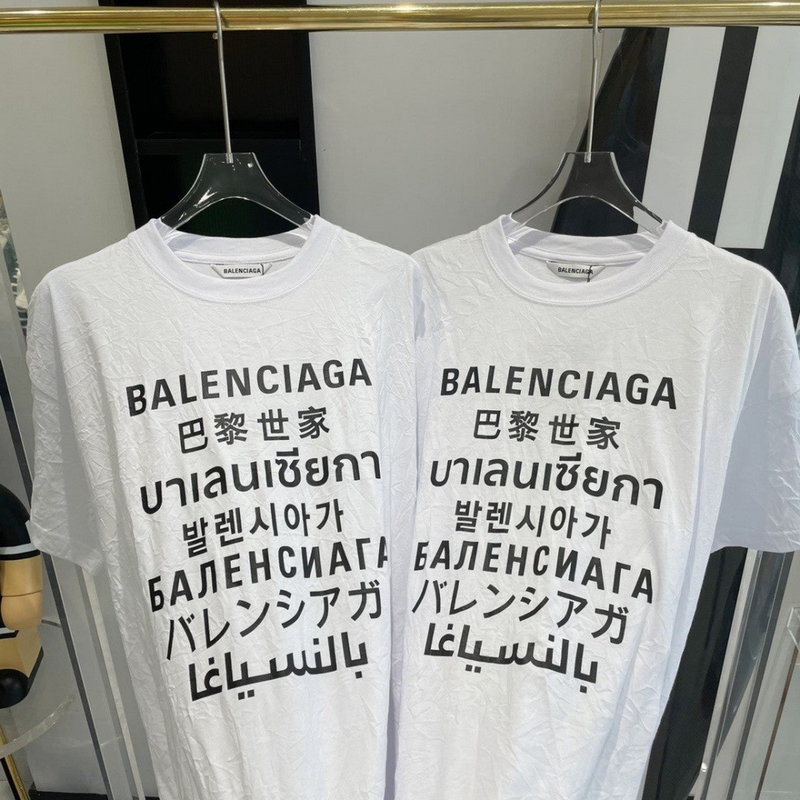 BALENCIAGA
BALENCIAGA
巴黎世家
บาเลนเซียกา
발렌시아가
БАЛЕНСИАГА
バレンシアガ
بالنسياغا
BALENCIAGA
BALENCIAGA
巴黎世家
บาเลนเซียกา
발렌시아가
БАЛЕНСИАГА
バレンシアガ
بالنسياغا